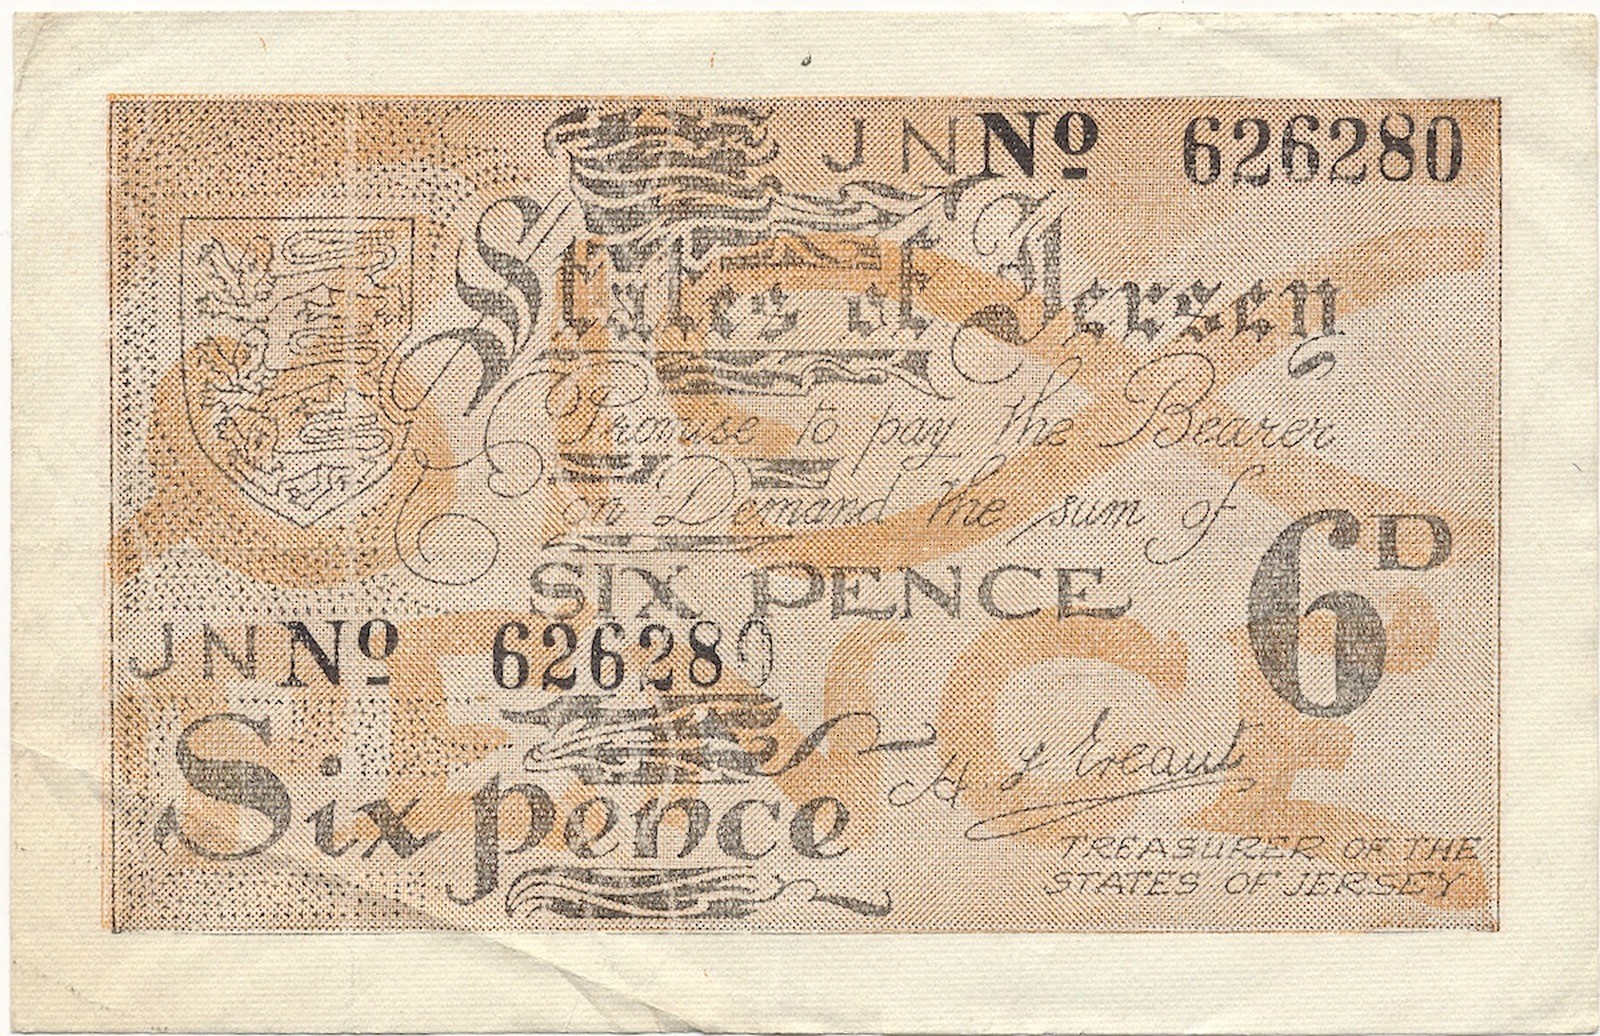 JN No 626280
States of Jersey
Promise to pay the Bearer
on Demand the sum of
SIX PENCE
6D
JN No 626280
Six pence
H F Ereaut
TREASURER OF THE
STATES OF JERSEY